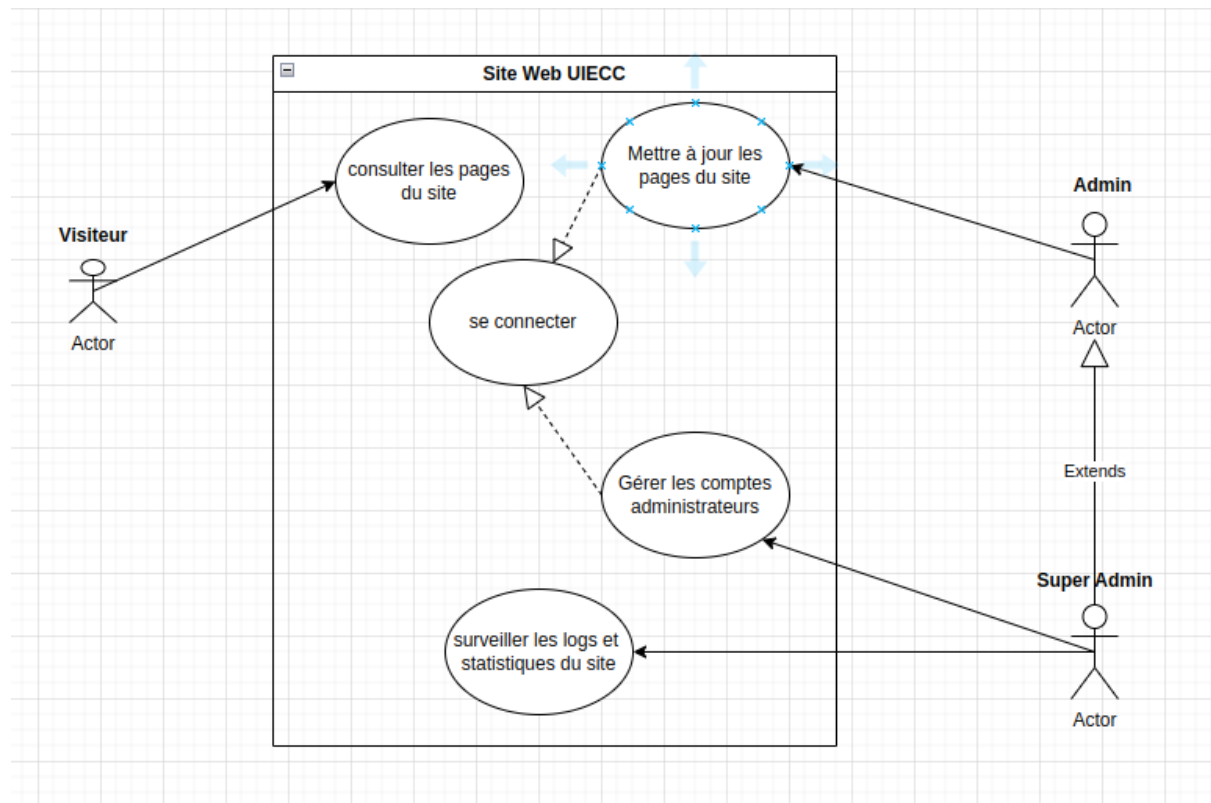 Site Web UIECC
consulter les pages
du site
Mettre à jour les
pages du site
Visiteur
Actor
Admin
Actor
se connecter
Extends
Gérer les comptes
administrateurs
Super Admin
Actor
surveiller les logs et
statistiques du site